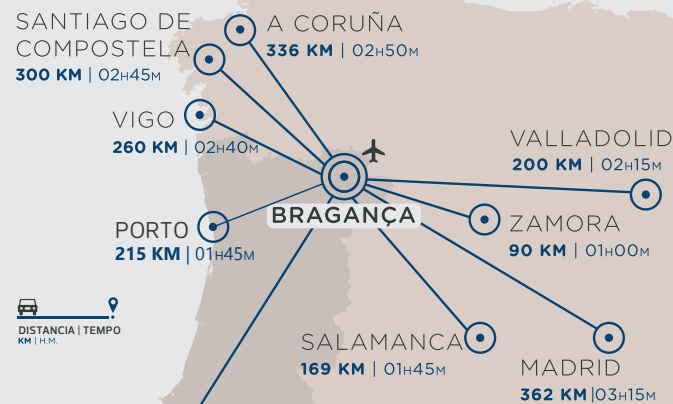 SANTIAGO DE
COMPOSTELA
300 KM | 02H45M
A CORUÑA
336 KM | 02H50M
VIGO
260 KM | 02H40M
VALLADOLID
200 KM | 02H15M
BRAGANÇA
PORTO
215 KM | 01H45M
ZAMORA
90 KM | 01H00M
DISTANCIA | TEMPO
KM | H.M.
SALAMANCA
169 KM | 01H45M
MADRID
362 KM |03H15M